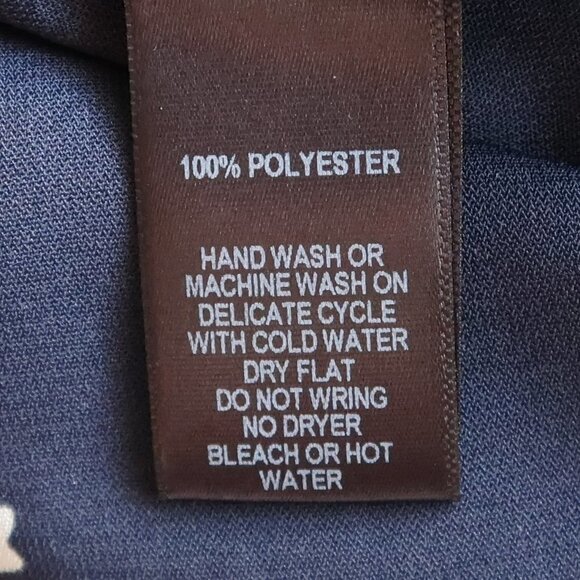 100% POLYESTER
HAND WASH OR
MACHINE WASH ON
DELICATE CYCLE
WITH COLD WATER
DRY FLAT
DO NOT WRING
NO DRYER
BLEACH OR HOT
WATER